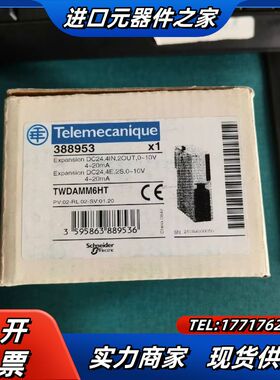 进口元器件之家
Telemecanique
388953 x1
Expansion DC24,4IN,2OUT,0-10V
4-20mA
Expansion DC24,4E,2S,0-10V
4-20mA
TWDAMM6HT
PV:02-RL:02-SV:01.20
CE
Schneider
Electric
3 595863 889536
可开票
TEL:1771762
实力商家 现货供